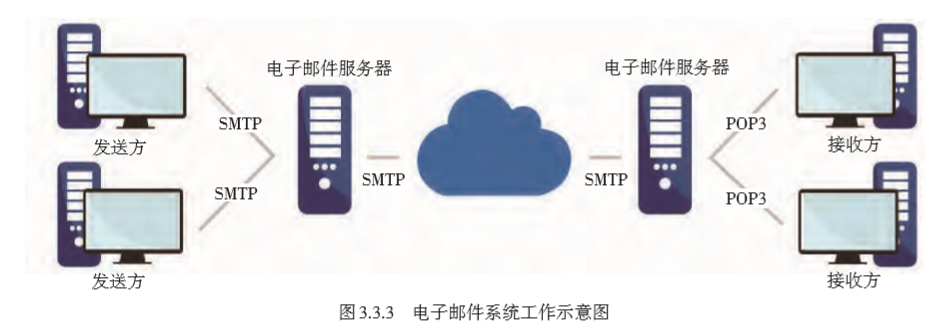 电子邮件服务器
电子邮件服务器
SMTP
POP3
发送方
接收方
SMTP
SMTP
SMTP
POP3
发送方
接收方
图3.3.3 电子邮件系统工作示意图